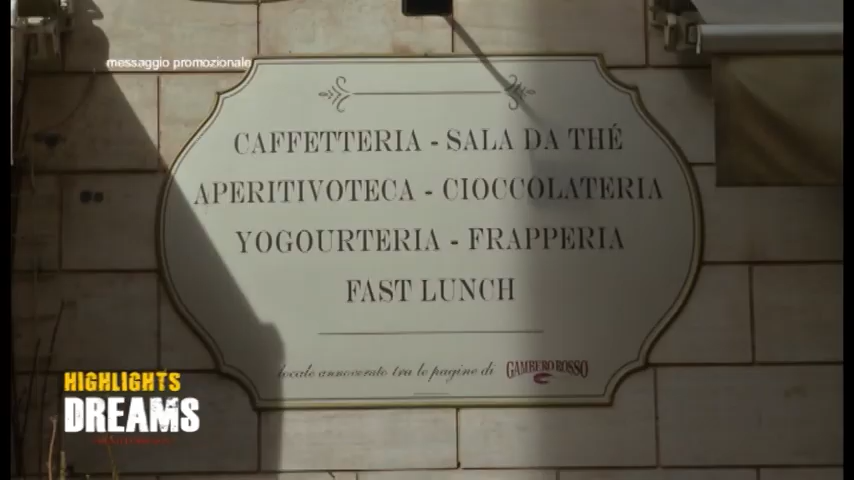 messaggio promozionale
CAFFETTERIA - SALA DA THÉ
APERITIVOTECA - CIOCCOLATERIA
YOGOURTERIA - FRAPPERIA
FAST LUNCH
locale annoverato tra le pagine di GAMBERO ROSSO
HIGHLIGHTS
DREAMS